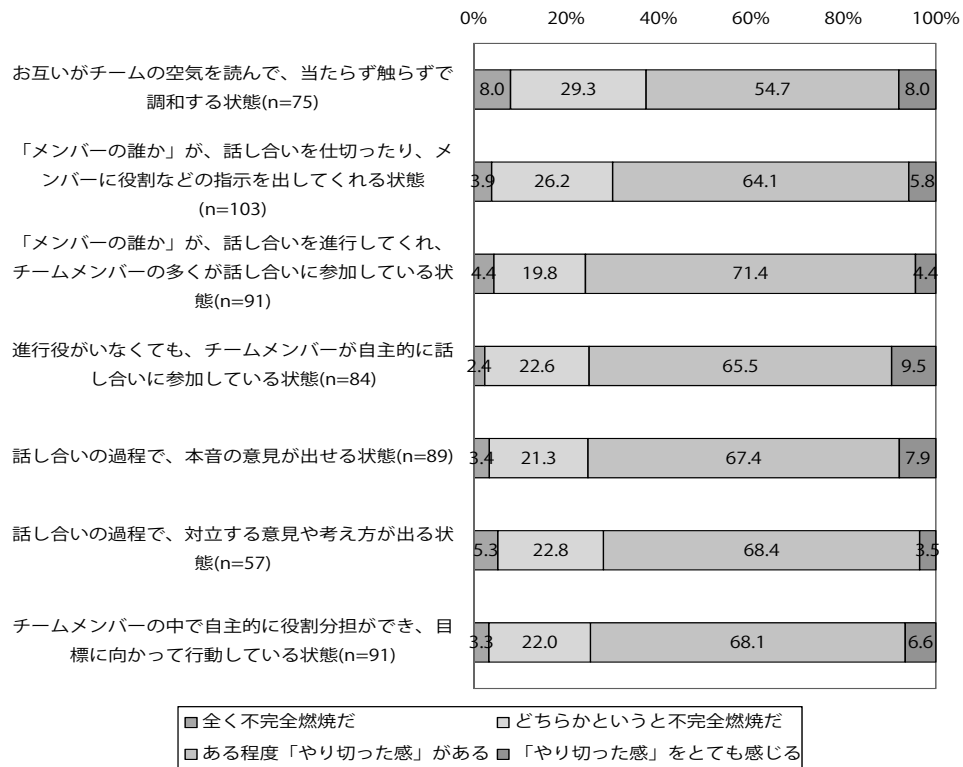 0% 20% 40% 60% 80% 100%
お互いがチームの空気を読んで、当たらず触らずで
調和する状態(n=75)
8.0 29.3 54.7 8.0
「メンバーの誰か」が、話し合いを仕切ったり、メ
ンバーに役割などの指示を出してくれる状態
(n=103)
3.9 26.2 64.1 5.8
「メンバーの誰か」が、話し合いを進行してくれ、
チームメンバーの多くが話し合いに参加している状
態(n=91)
4.4 19.8 71.4 4.4
進行役がいなくても、チームメンバーが自主的に話
し合いに参加している状態(n=84)
2.4 22.6 65.5 9.5
話し合いの過程で、本音の意見が出せる状態(n=89)
3.4 21.3 67.4 7.9
話し合いの過程で、対立する意見や考え方が出る状
態(n=57)
5.3 22.8 68.4 3.5
チームメンバーの中で自主的に役割分担ができ、目
標に向かって行動している状態(n=91)
3.3 22.0 68.1 6.6
全く不完全燃焼だ どちらかというと不完全燃焼だ
ある程度「やり切った感」がある 「やり切った感」をとても感じる